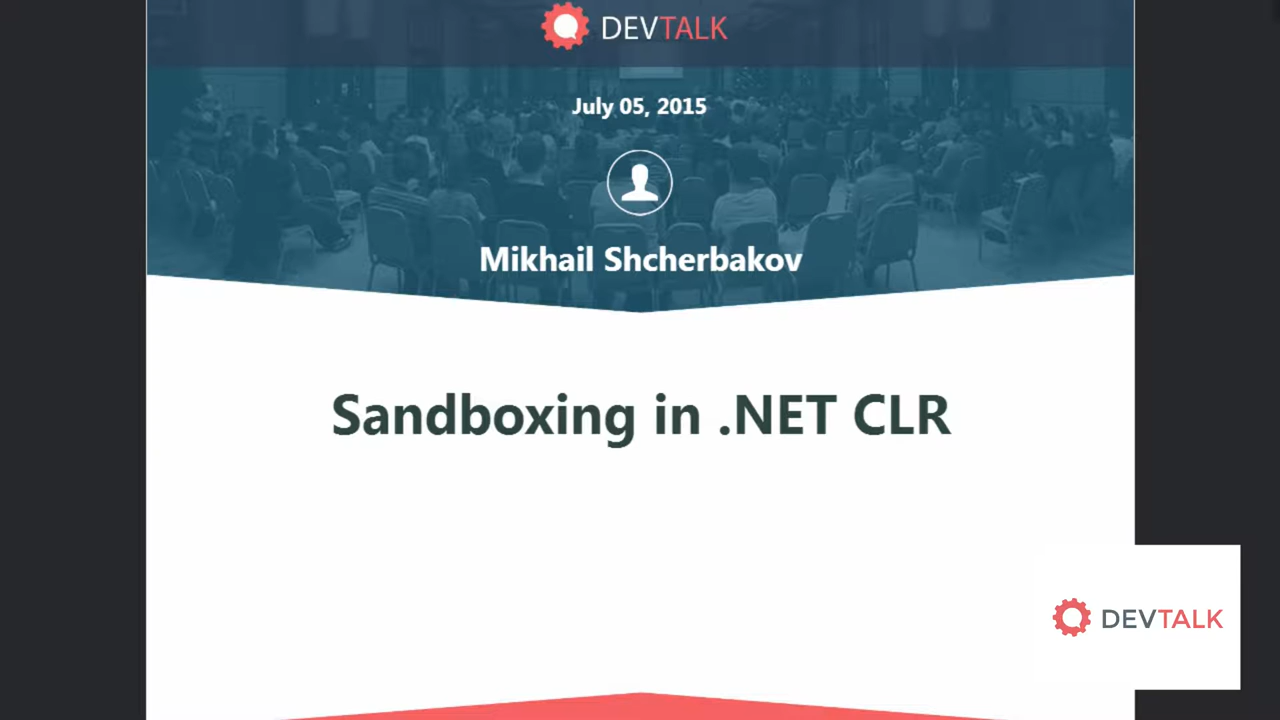 DEVTALK
July 05, 2015
Mikhail Shcherbakov
Sandboxing in .NET CLR
DEVTALK